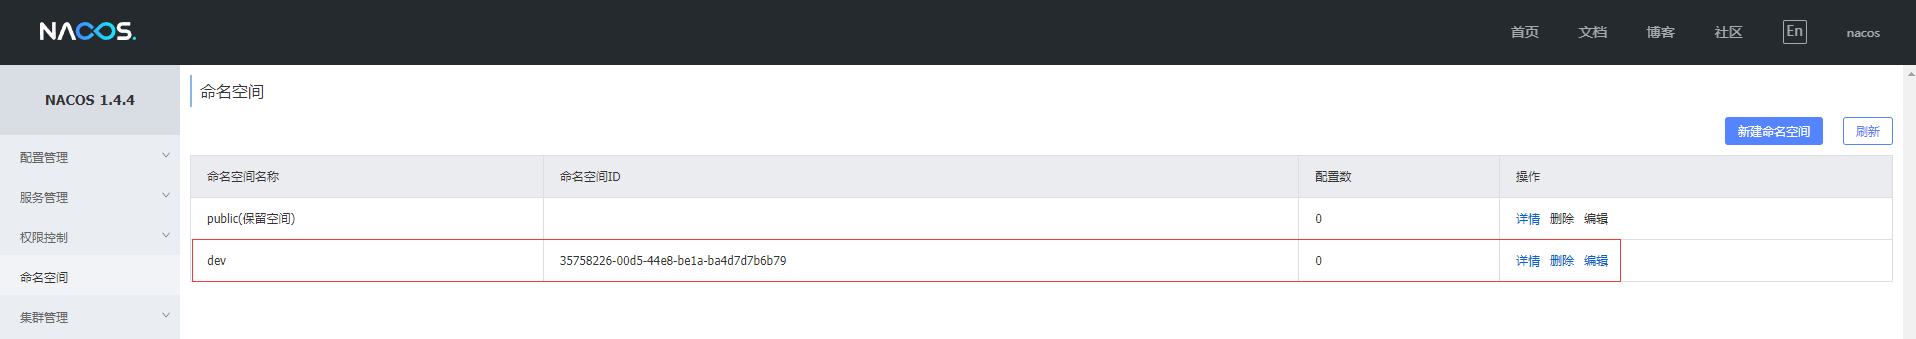 NACOS.
首页 文档 博客 社区 En nacos
NACOS 1.4.4
配置管理
服务管理
权限控制
命名空间
集群管理
命名空间
新建命名空间 刷新
命名空间名称 命名空间ID 配置数 操作
public(保留空间) 0 详情 删除 编辑
dev 35758226-00d5-44e8-be1a-ba4d7d7b6b79 0 详情 删除 编辑